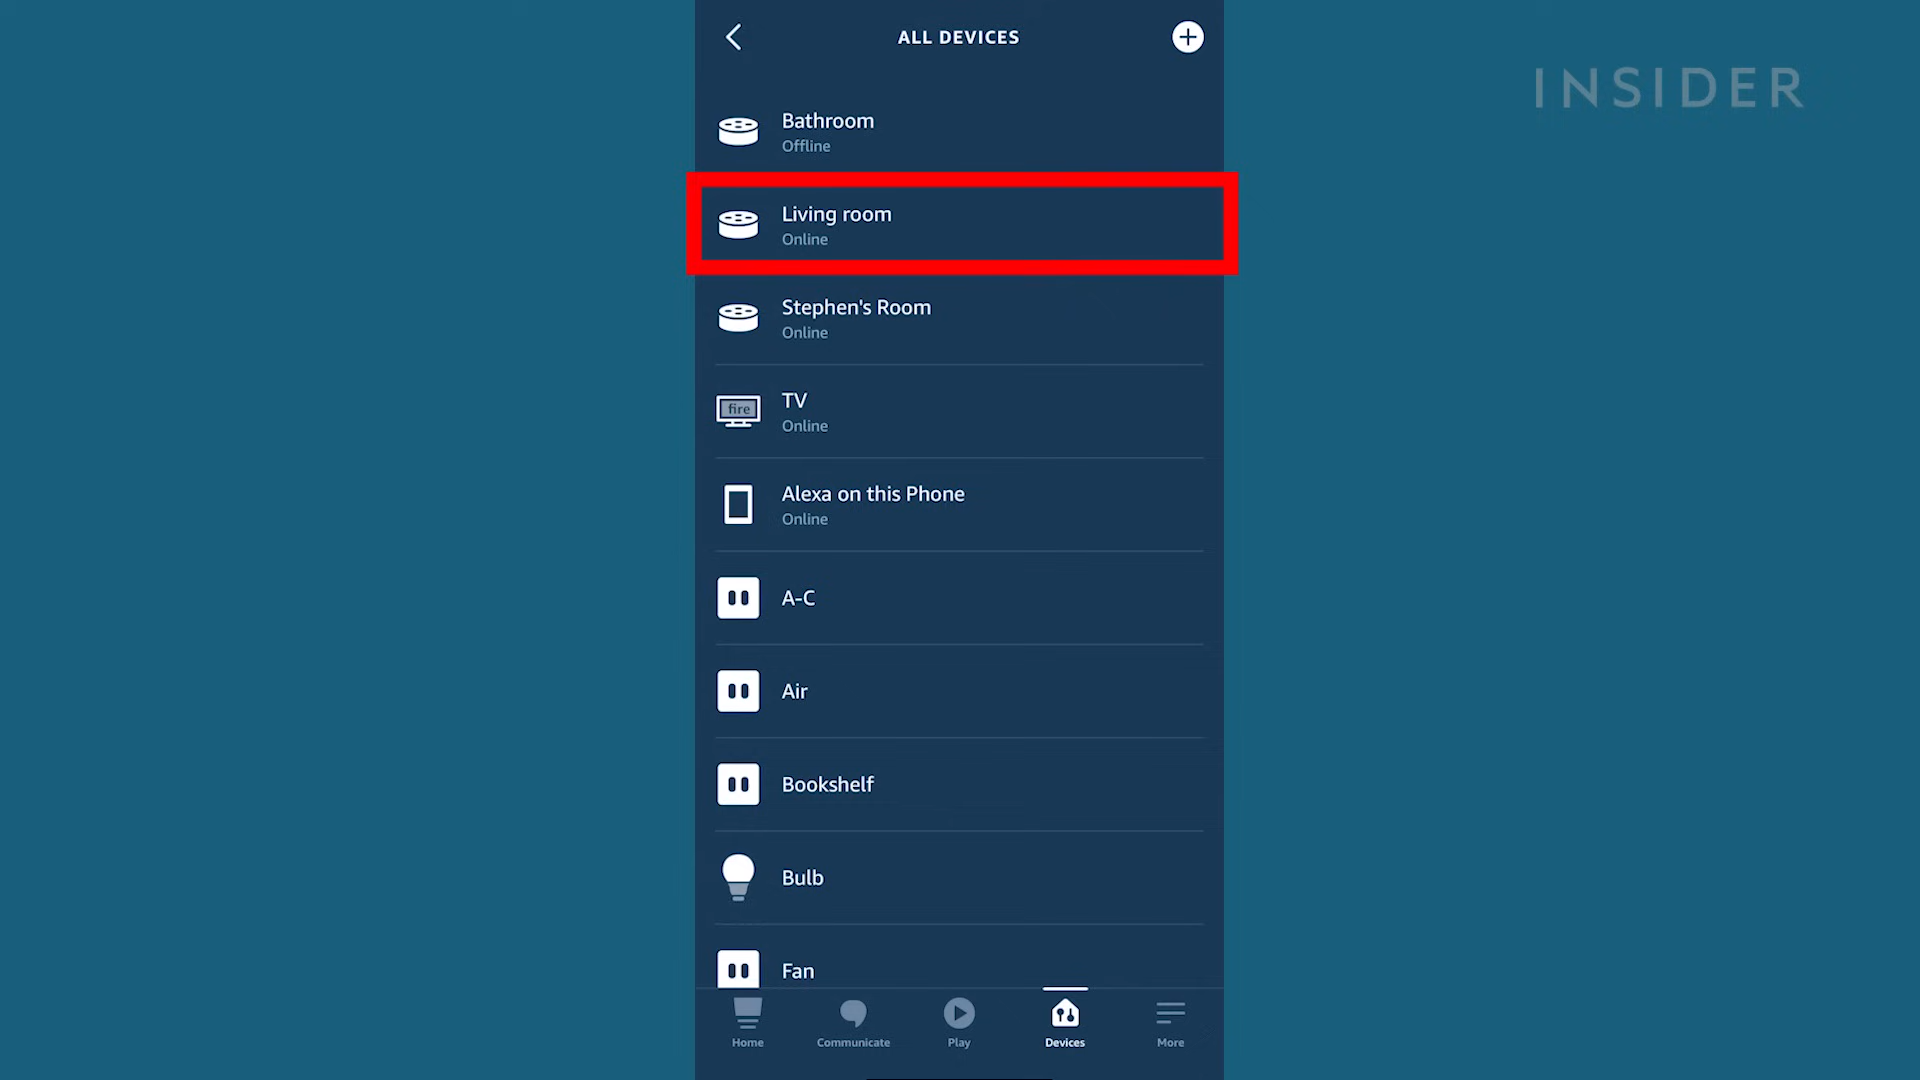 ALL DEVICES
INSIDER
Bathroom
Offline
Living room
Online
Stephen's Room
Online
fire
TV
Online
Alexa on this Phone
Online
A-C
Air
Bookshelf
Bulb
Fan
Home
Communicate
Play
Devices
More